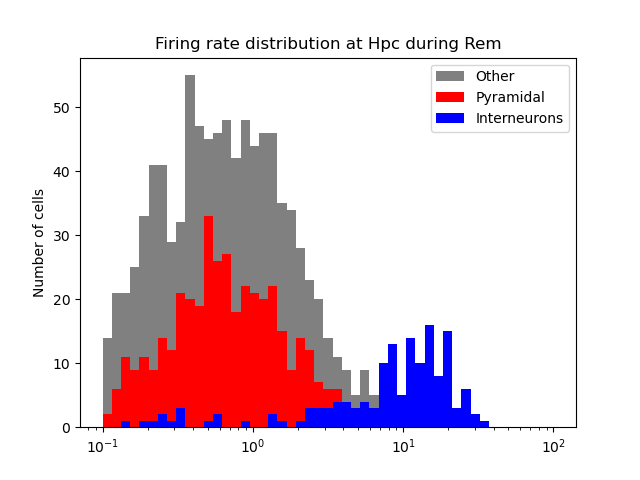 Firing rate distribution at Hpc during Rem
Other
Pyramidal
Interneurons
Number of cells
50
40
30
20
10
0
10⁻¹
10⁰
10¹
10²